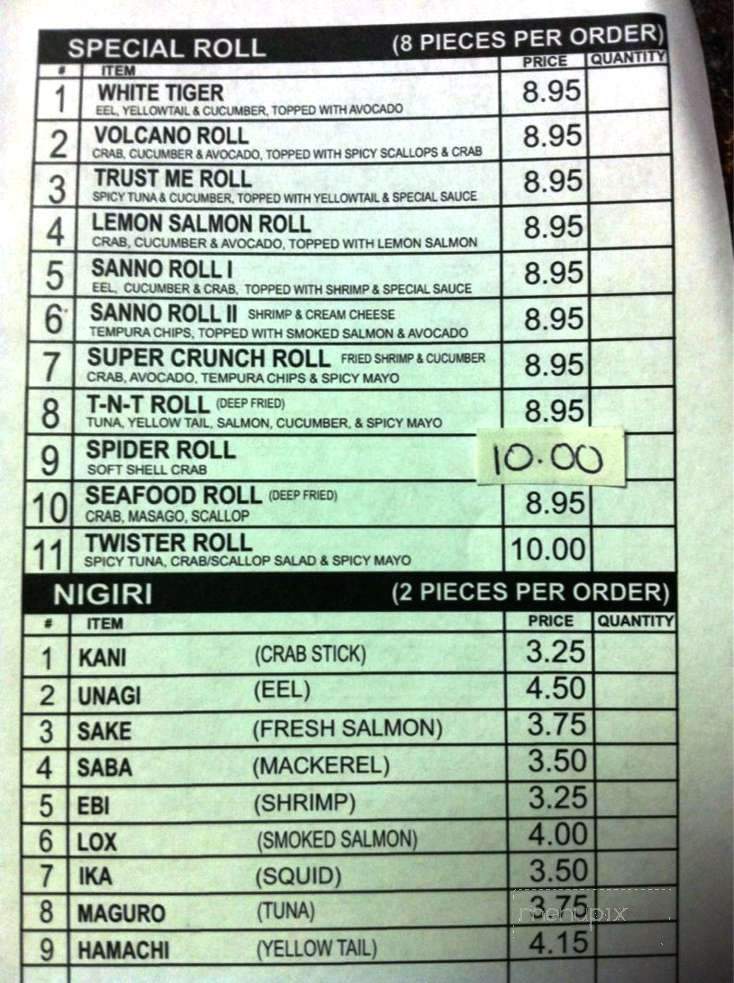 SPECIAL ROLL (8 PIECES PER ORDER)
# ITEM PRICE QUANTITY
1 WHITE TIGER 8.95
EEL, YELLOWTAIL & CUCUMBER, TOPPED WITH AVOCADO
2 VOLCANO ROLL 8.95
CRAB, CUCUMBER & AVOCADO, TOPPED WITH SPICY SCALLOPS & CRAB
3 TRUST ME ROLL 8.95
SPICY TUNA & CUCUMBER, TOPPED WITH YELLOWTAIL & SPECIAL SAUCE
4 LEMON SALMON ROLL 8.95
CRAB, CUCUMBER & AVOCADO, TOPPED WITH LEMON SALMON
5 SANNO ROLL I 8.95
EEL, CUCUMBER & CRAB, TOPPED WITH SHRIMP & SPECIAL SAUCE
6 SANNO ROLL II SHRIMP & CREAM CHEESE 8.95
TEMPURA CHIPS, TOPPED WITH SMOKED SALMON & AVOCADO
7 SUPER CRUNCH ROLL FRIED SHRIMP & CUCUMBER 8.95
CRAB, AVOCADO, TEMPURA CHIPS & SPICY MAYO
8 T-N-T ROLL (DEEP FRIED) 8.95
TUNA, YELLOW TAIL, SALMON, CUCUMBER, & SPICY MAYO
9 SPIDER ROLL 10.00
SOFT SHELL CRAB
10 SEAFOOD ROLL (DEEP FRIED) 8.95
CRAB, MASAGO, SCALLOP
11 TWISTER ROLL 10.00
SPICY TUNA, CRAB/SCALLOP SALAD & SPICY MAYO
NIGIRI (2 PIECES PER ORDER)
# ITEM PRICE QUANTITY
1 KANI (CRAB STICK) 3.25
2 UNAGI (EEL) 4.50
3 SAKE (FRESH SALMON) 3.75
4 SABA (MACKEREL) 3.50
5 EBI (SHRIMP) 3.25
6 LOX (SMOKED SALMON) 4.00
7 IKA (SQUID) 3.50
8 MAGURO (TUNA) 3.75
menupix
9 HAMACHI (YELLOW TAIL) 4.15